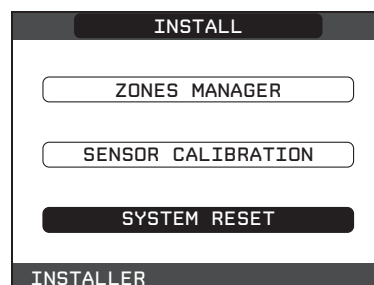 INSTALL
ZONES MANAGER
SENSOR CALIBRATION
SYSTEM RESET
INSTALLER